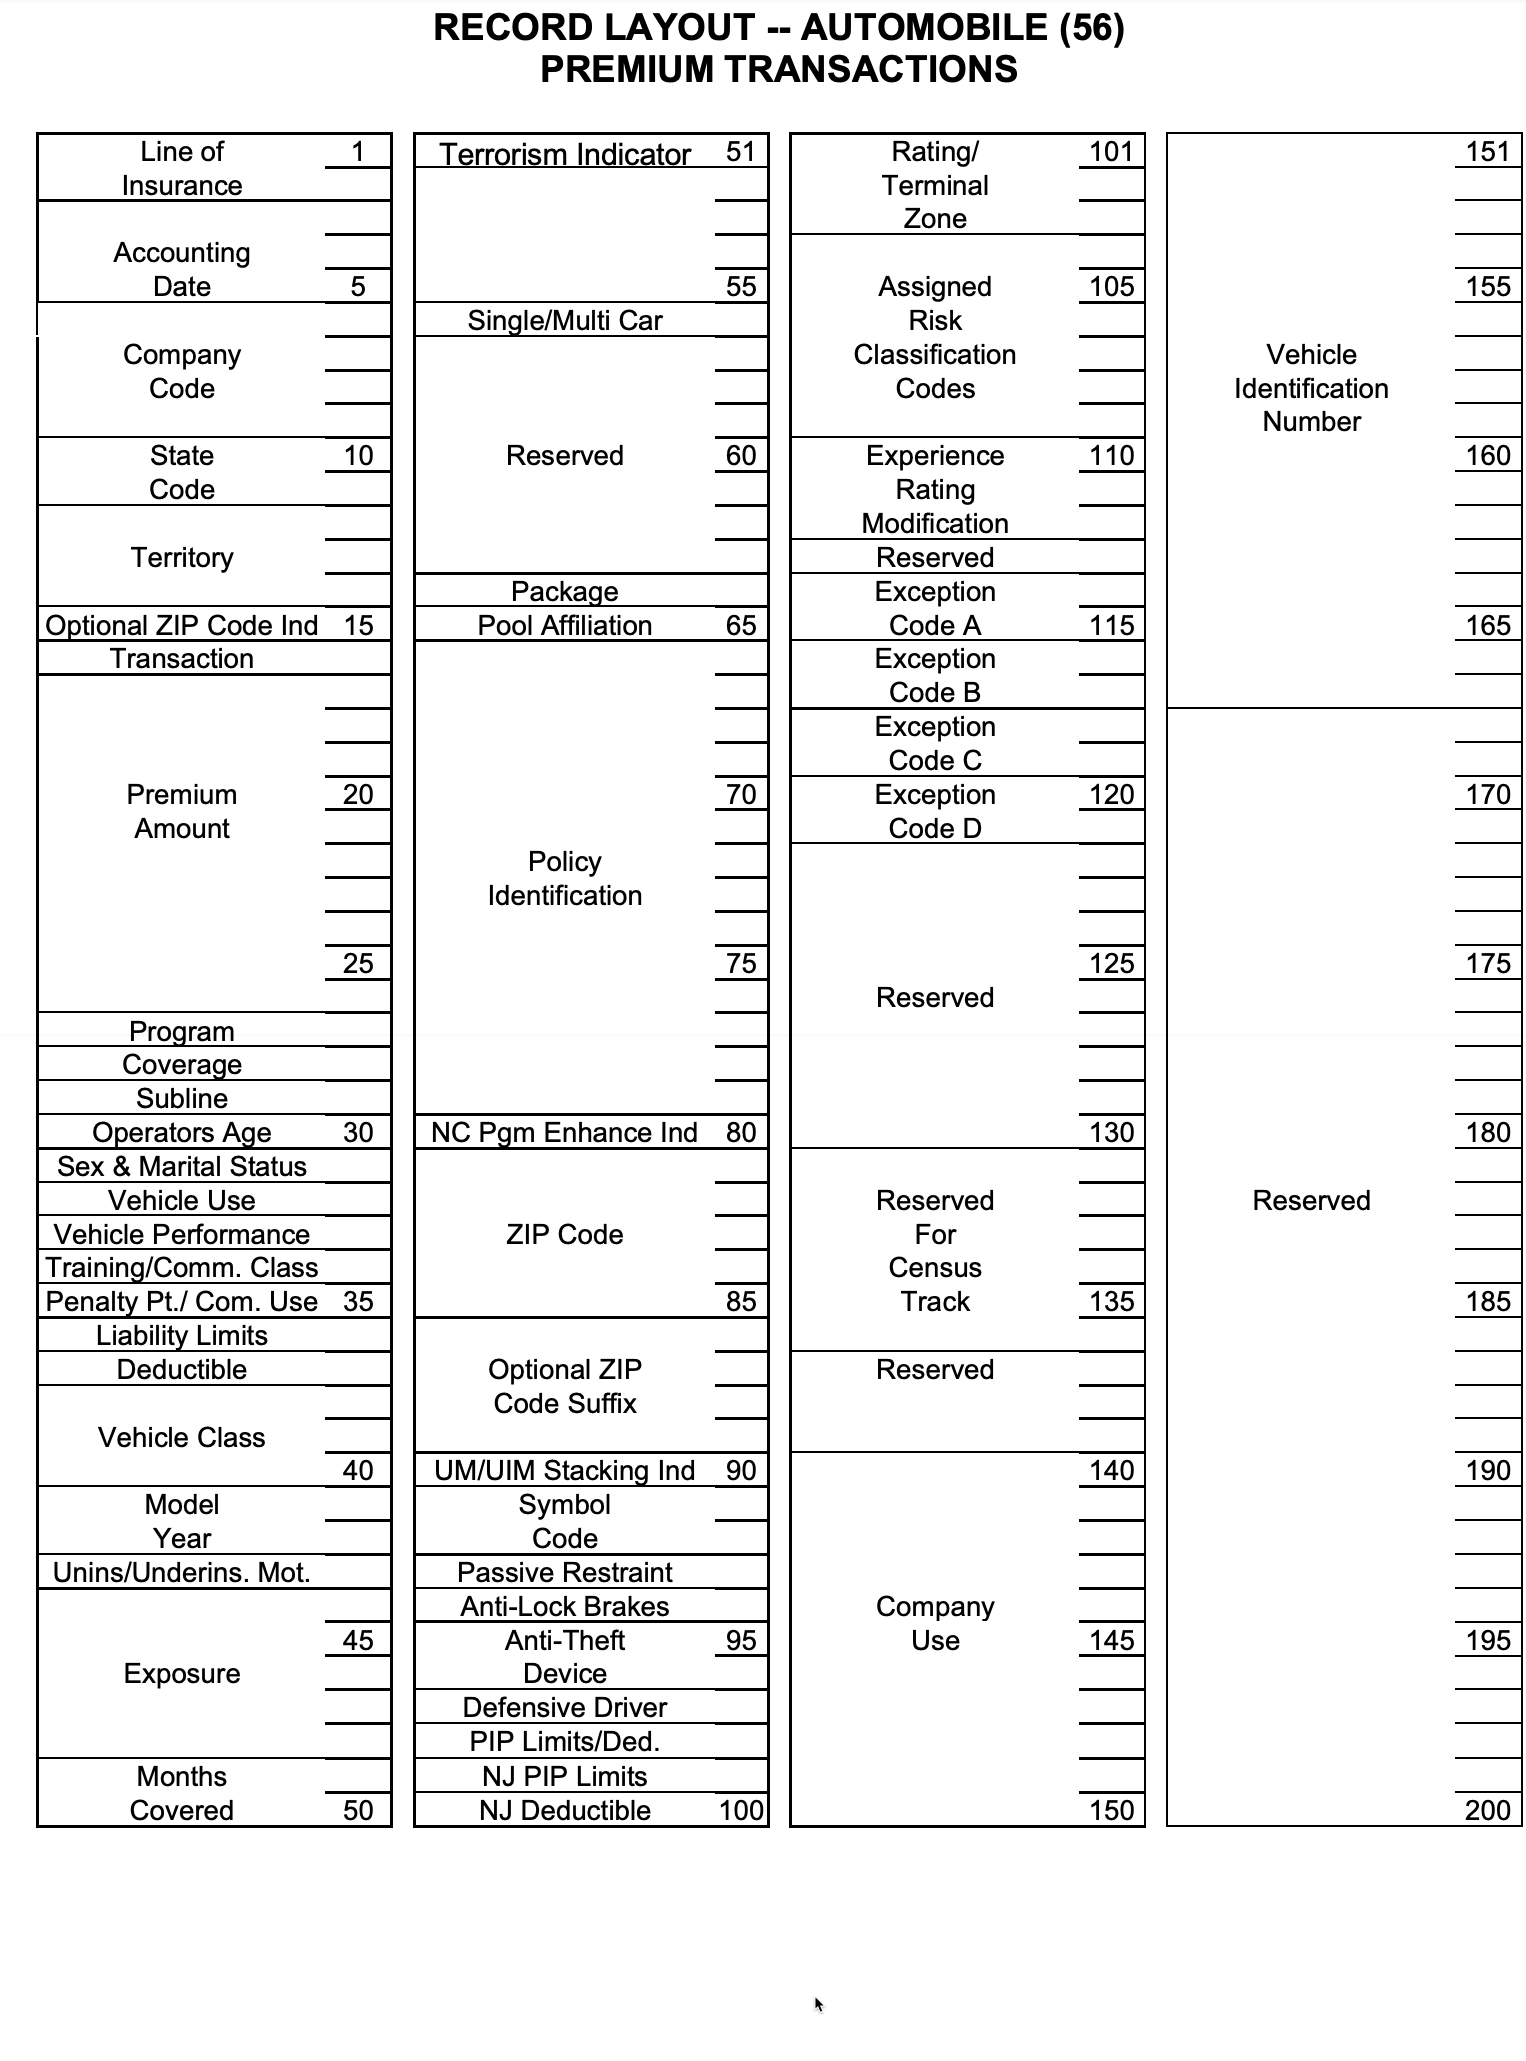 RECORD LAYOUT -- AUTOMOBILE (56)
PREMIUM TRANSACTIONS
Line of 1
Insurance
Accounting
Date 5
Company
Code
State 10
Code
Territory
Optional ZIP Code Ind 15
Transaction
Premium 20
Amount
25
Program
Coverage
Subline
Operators Age 30
Sex & Marital Status
Vehicle Use
Vehicle Performance
Training/Comm. Class
Penalty Pt./ Com. Use 35
Liability Limits
Deductible
Vehicle Class
40
Model
Year
Unins/Underins. Mot.
45
Exposure
Months
Covered 50
Terrorism Indicator 51
55
Single/Multi Car
Reserved 60
Package
Pool Affiliation 65
70
Policy
Identification
75
NC Pgm Enhance Ind 80
ZIP Code
85
Optional ZIP
Code Suffix
UM/UIM Stacking Ind 90
Symbol
Code
Passive Restraint
Anti-Lock Brakes
Anti-Theft 95
Device
Defensive Driver
PIP Limits/Ded.
NJ PIP Limits
NJ Deductible 100
Rating/ 101
Terminal
Zone
Assigned 105
Risk
Classification
Codes
Experience 110
Rating
Modification
Reserved
Exception
Code A 115
Exception
Code B
Exception
Code C
Exception 120
Code D
125
Reserved
130
Reserved
For
Census
Track 135
Reserved
140
Company
Use 145
150
151
155
Vehicle
Identification
Number
160
165
170
175
180
Reserved
185
190
195
200